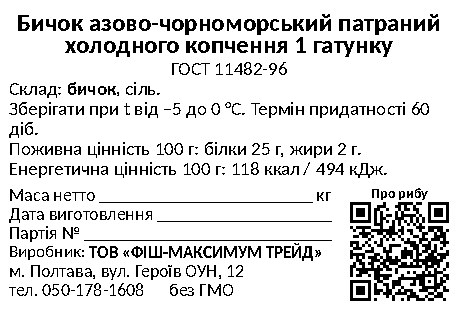 Бичок азово-чорноморський патраний
холодного копчення 1 гатунку
ГОСТ 11482-96
Склад: бичок, сіль.
Зберігати при t від –5 до 0 °С. Термін придатності 60
діб.
Поживна цінність 100 г: білки 25 г, жири 2 г.
Енергетична цінність 100 г: 118 ккал / 494 кДж.
Маса нетто ______________________ кг
Про рибу
Дата виготовлення __________________
Партія № __________________________
Виробник: ТОВ «ФІШ-МАКСИМУМ ТРЕЙД»
м. Полтава, вул. Героїв ОУН, 12
тел. 050-178-1608 без ГМО